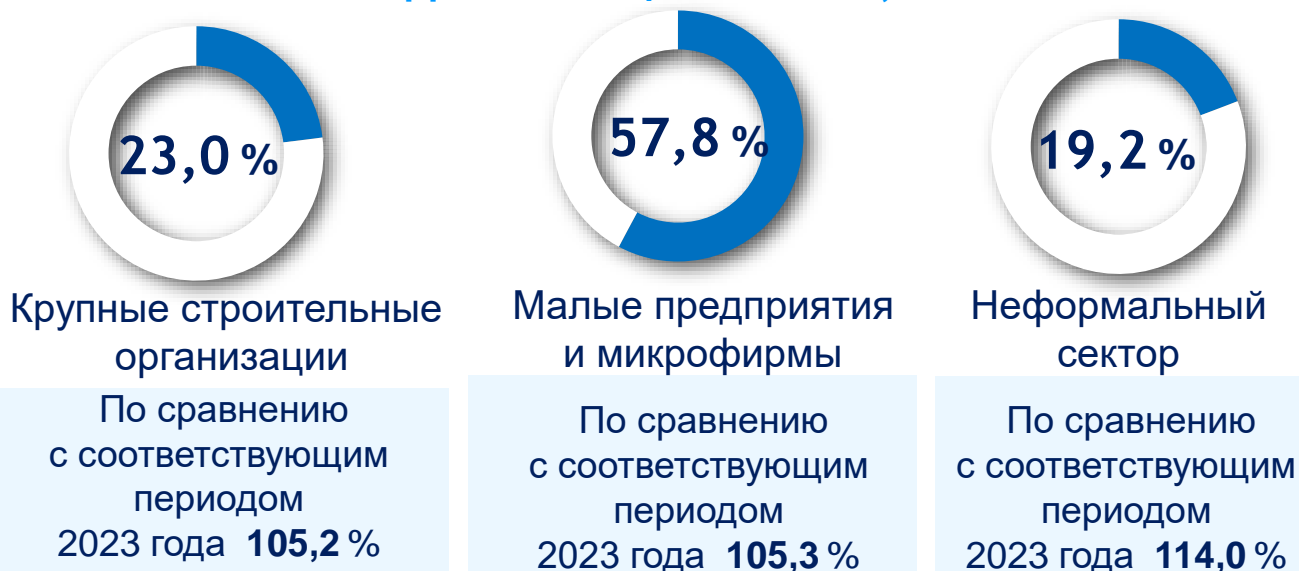 23,0 %
Крупные строительные
организации
По сравнению
с соответствующим
периодом
2023 года 105,2 %
57,8 %
Малые предприятия
и микрофирмы
По сравнению
с соответствующим
периодом
2023 года 105,3 %
19,2 %
Неформальный
сектор
По сравнению
с соответствующим
периодом
2023 года 114,0 %